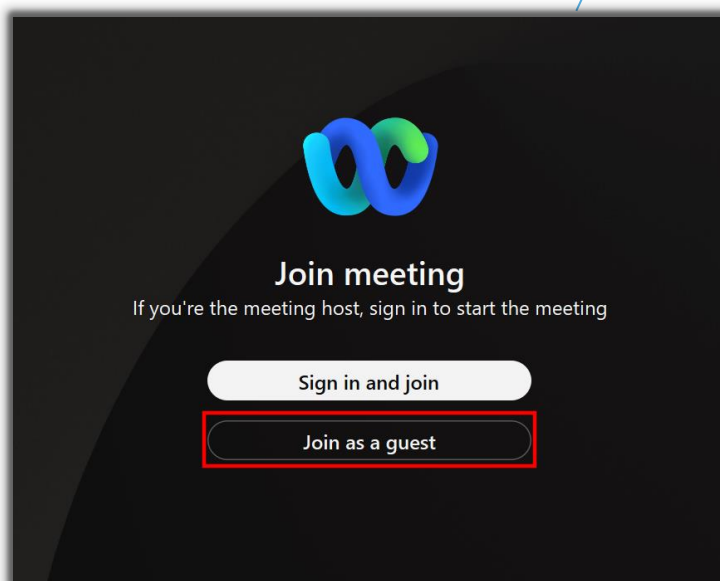 Join meeting
If you're the meeting host, sign in to start the meeting
Sign in and join
Join as a guest